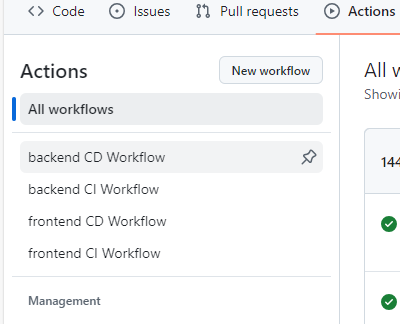 Code Issues Pull requests Actions
Actions New workflow
All workflows
backend CD Workflow
backend CI Workflow
frontend CD Workflow
frontend CI Workflow
Management
All
Showi
144